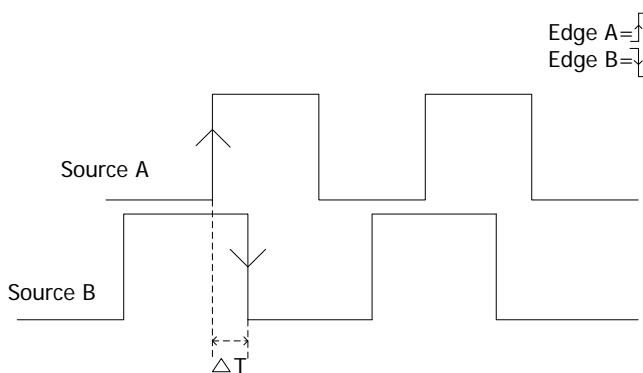 Edge A=
Edge B=
Source A
Source B
△T